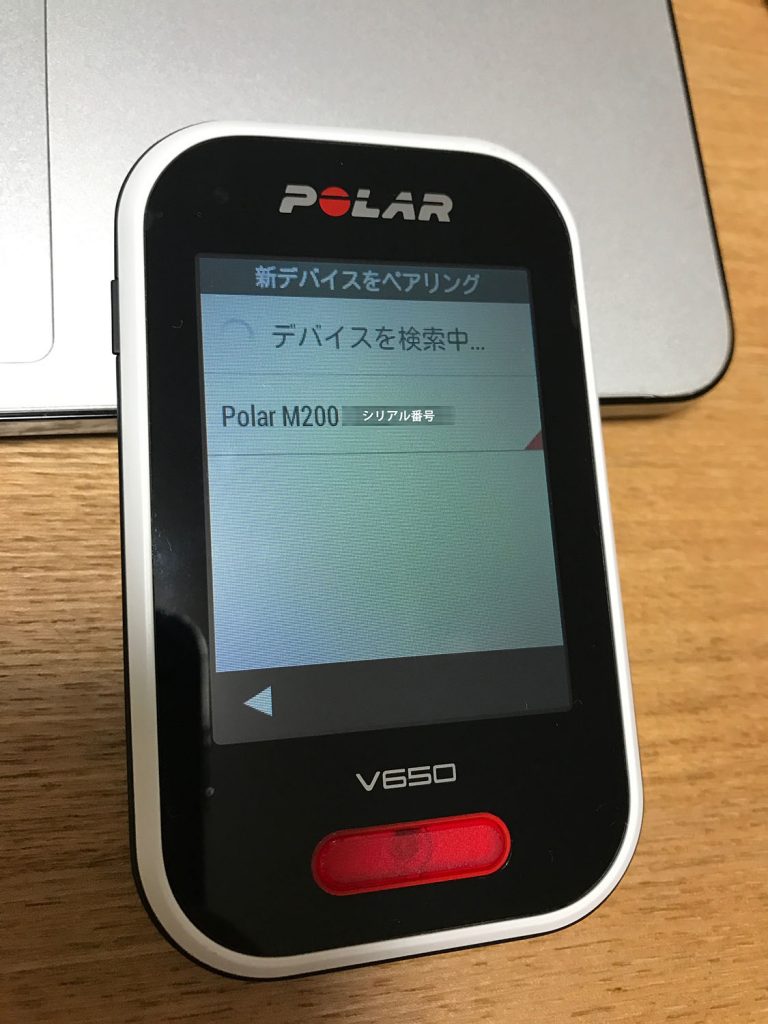 POLAR
新デバイスをペアリング
デバイスを検索中...
Polar M200 シリアル番号
V650